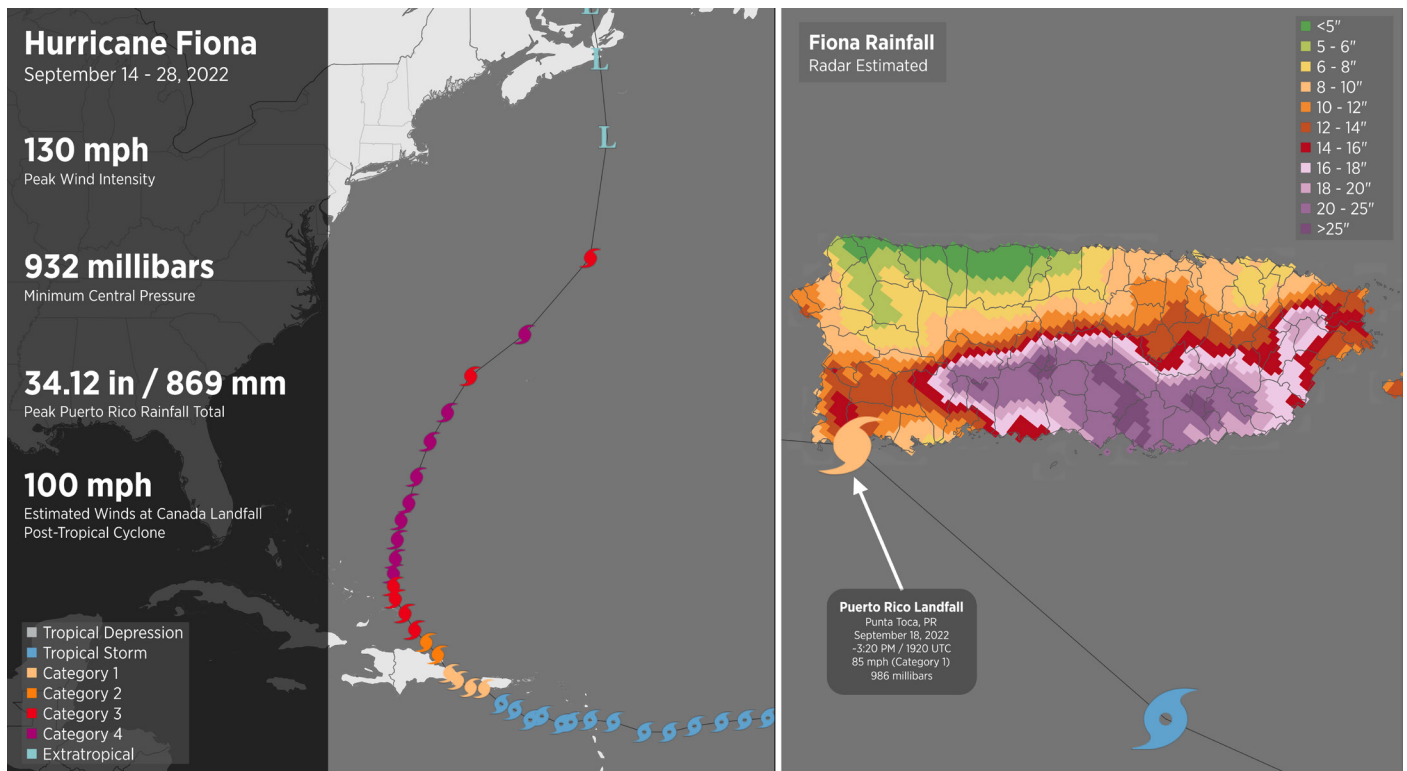 Hurricane Fiona
September 14 - 28, 2022
130 mph
Peak Wind Intensity
932 millibars
Minimum Central Pressure
34.12 in / 869 mm
Peak Puerto Rico Rainfall Total
100 mph
Estimated Winds at Canada Landfall
Post-Tropical Cyclone
Tropical Depression
Tropical Storm
Category 1
Category 2
Category 3
Category 4
Extratropical
L
L
L
Fiona Rainfall
Radar Estimated
<5"
5 - 6"
6 - 8"
8 - 10"
10 - 12"
12 - 14"
14 - 16"
16 - 18"
18 - 20"
20 - 25"
>25"
Puerto Rico Landfall
Punta Toca, PR
September 18, 2022
~3:20 PM / 1920 UTC
85 mph (Category 1)
986 millibars